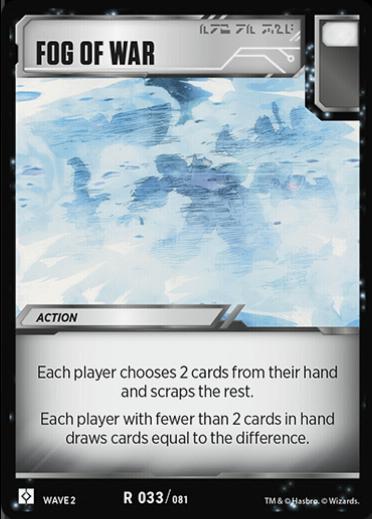 FOG OF WAR
ACTION
Each player chooses 2 cards from their hand
and scraps the rest.
Each player with fewer than 2 cards in hand
draws cards equal to the difference.
WAVE 2
R 033/081
TM & © Hasbro. © Wizards.